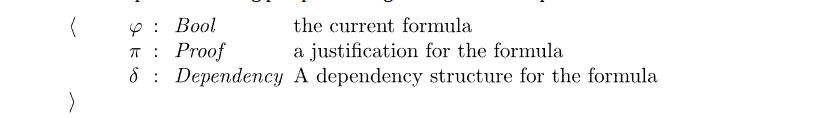 ⟨ φ : Bool the current formula
π : Proof a justification for the formula
δ : Dependency A dependency structure for the formula
⟩